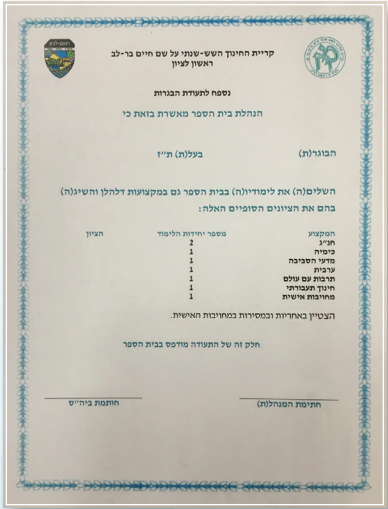 קריית החינוך השש-שנתי על שם חיים בר-לב
ראשון לציון
נספח לתעודת הבגרות
הנהלת בית הספר מאשרת בזאת כי
הבוגר(ת) בעל(ת) ת"ז
השלים(ה) את לימודיו(ה) בבית הספר גם במקצועות דלהלן והשיג(ה)
בהם את הציונים הסופיים האלה:
המקצוע מספר יחידות הלימוד הציון
חנ"ג 2
כימיה 1
מדעי הסביבה 1
ערבית 1
תרבות עם עולם 1
חינוך תעבורתי 1
מחויבות אישית 1
הצטיין באחריות ובמסירות במחויבות האישית.
חלק זה של התעודה מודפס בבית הספר
חתימת המנהל(ת) חותמת ביה"ס